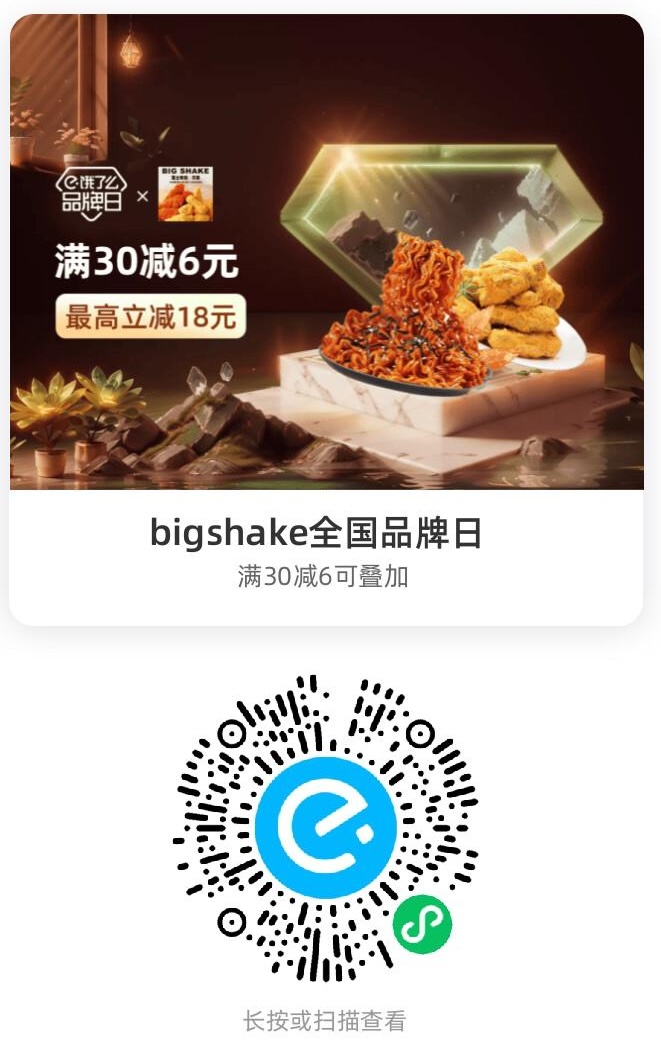 饿了么
品牌日
×
BIG SHAKE
满30减6元
最高立减18元
bigshake全国品牌日
满30减6可叠加
长按或扫描查看